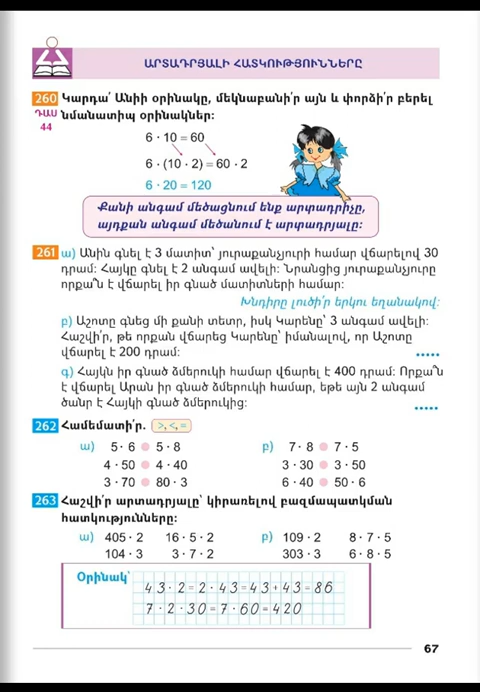 ԱՐՏԱԴՐՅԱԼԻ ՀԱՏԿՈՒԹՅՈՒՆՆԵՐԸ
260 Կարդա՛ Անիի օրինակը, մեկնաբանի՛ր այն և փորձի՛ր բերել
ԴԱՍ 44
նմանատիպ օրինակներ:
6 · 10 = 60
6 · (10 · 2) = 60 · 2
6 · 20 = 120
Քանի անգամ մեծացնում ենք արտադրիչը,
այդքան անգամ մեծանում է արտադրյալը:
261 ա) Անին գնել է 3 մատիտ՝ յուրաքանչյուրի համար վճարելով 30
դրամ: Հայկը գնել է 2 անգամ ավելի: Նրանցից յուրաքանչյուրը
որքա՞ն է վճարել իր գնած մատիտների համար:
Խնդիրը լուծի՛ր երկու եղանակով:
բ) Աշոտը գնեց մի քանի տետր, իսկ Կարենը՝ 3 անգամ ավելի:
Հաշվի՛ր, թե որքան վճարեց Կարենը՝ իմանալով, որ Աշոտը
վճարել է 200 դրամ:
.....
գ) Հայկն իր գնած ձմերուկի համար վճարել է 400 դրամ: Որքա՞ն
է վճարել Արան իր գնած ձմերուկի համար, եթե այն 2 անգամ
ծանր է Հայկի գնած ձմերուկից:
.....
262 Համեմատի՛ր. >, <, =
ա) 5 · 6 ● 5 · 8 բ) 7 · 8 ● 7 · 5
4 · 50 ● 4 · 40 3 · 30 ● 3 · 50
3 · 70 ● 80 · 3 6 · 40 ● 50 · 6
263 Հաշվի՛ր արտադրյալը՝ կիրառելով բազմապատկման
հատկությունները:
ա) 405 · 2 16 · 5 · 2 բ) 109 · 2 8 · 7 · 5
104 · 3 3 · 7 · 2 303 · 3 6 · 8 · 5
Օրինակ՝
43 · 2 = 2 · 43 = 43 + 43 = 86
7 · 2 · 30 = 7 · 60 = 420
67